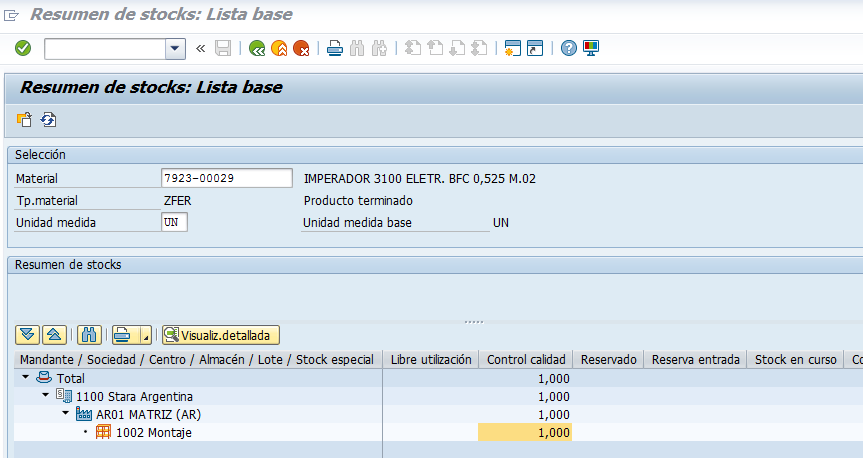 Resumen de stocks: Lista base
Resumen de stocks: Lista base
Selección
Material 7923-00029 IMPERADOR 3100 ELETR. BFC 0,525 M.02
Tp.material ZFER Producto terminado
Unidad medida UN Unidad medida base UN
Resumen de stocks
Visualiz.detallada
Mandante / Sociedad / Centro / Almacén / Lote / Stock especial Libre utilización Control calidad Reservado Reserva entrada Stock en curso Co
Total 1,000
1100 Stara Argentina 1,000
AR01 MATRIZ (AR) 1,000
1002 Montaje 1,000